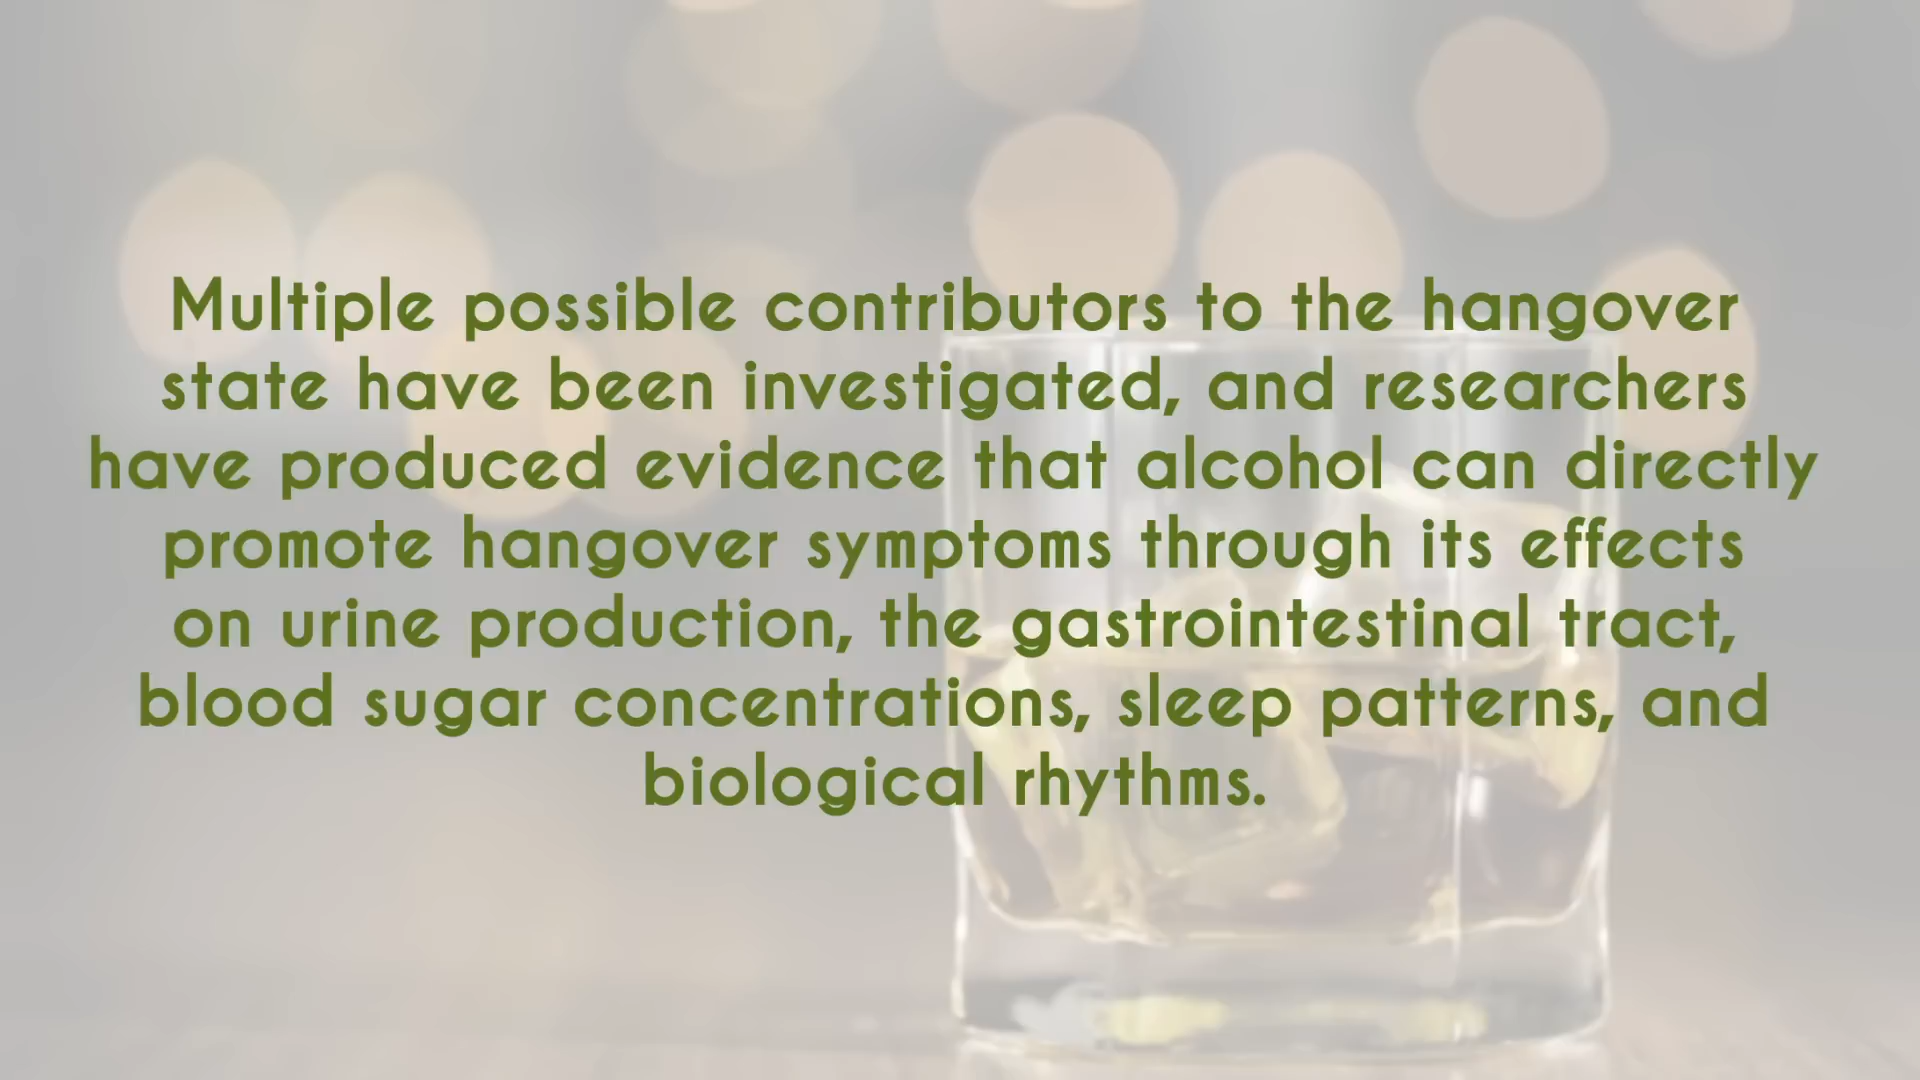 Multiple possible contributors to the hangover
state have been investigated, and researchers
have produced evidence that alcohol can directly
promote hangover symptoms through its effects
on urine production, the gastrointestinal tract,
blood sugar concentrations, sleep patterns, and
biological rhythms.